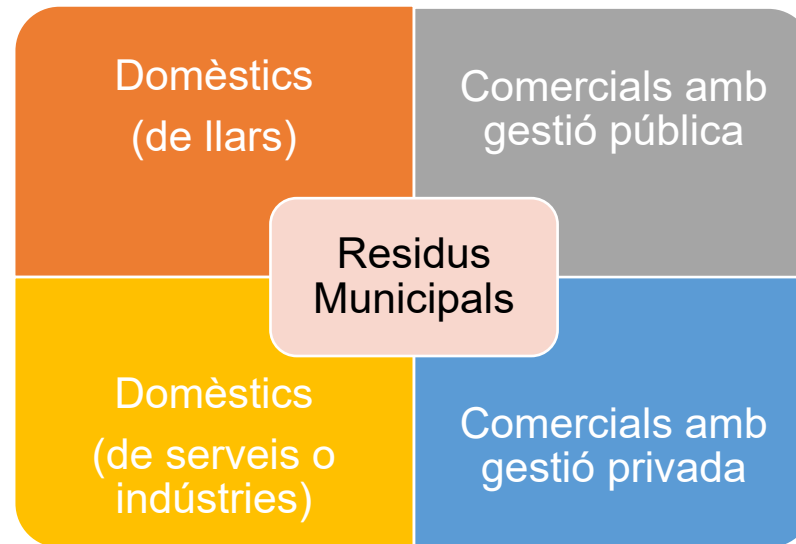 Domèstics
(de llars)
Comercials amb
gestió pública
Residus
Municipals
Domèstics
(de serveis o
indústries)
Comercials amb
gestió privada